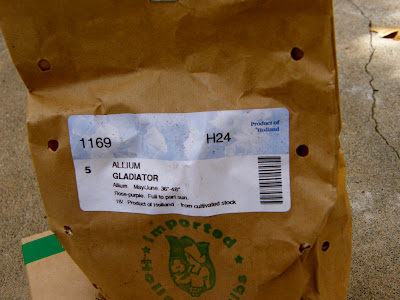 1169
H24
Product of
Holland
5
ALLIUM
GLADIATOR
Allium May/June 36"-48"
Rose-purple. Full to part sun.
Product of Holland - from cultivated stock
imported